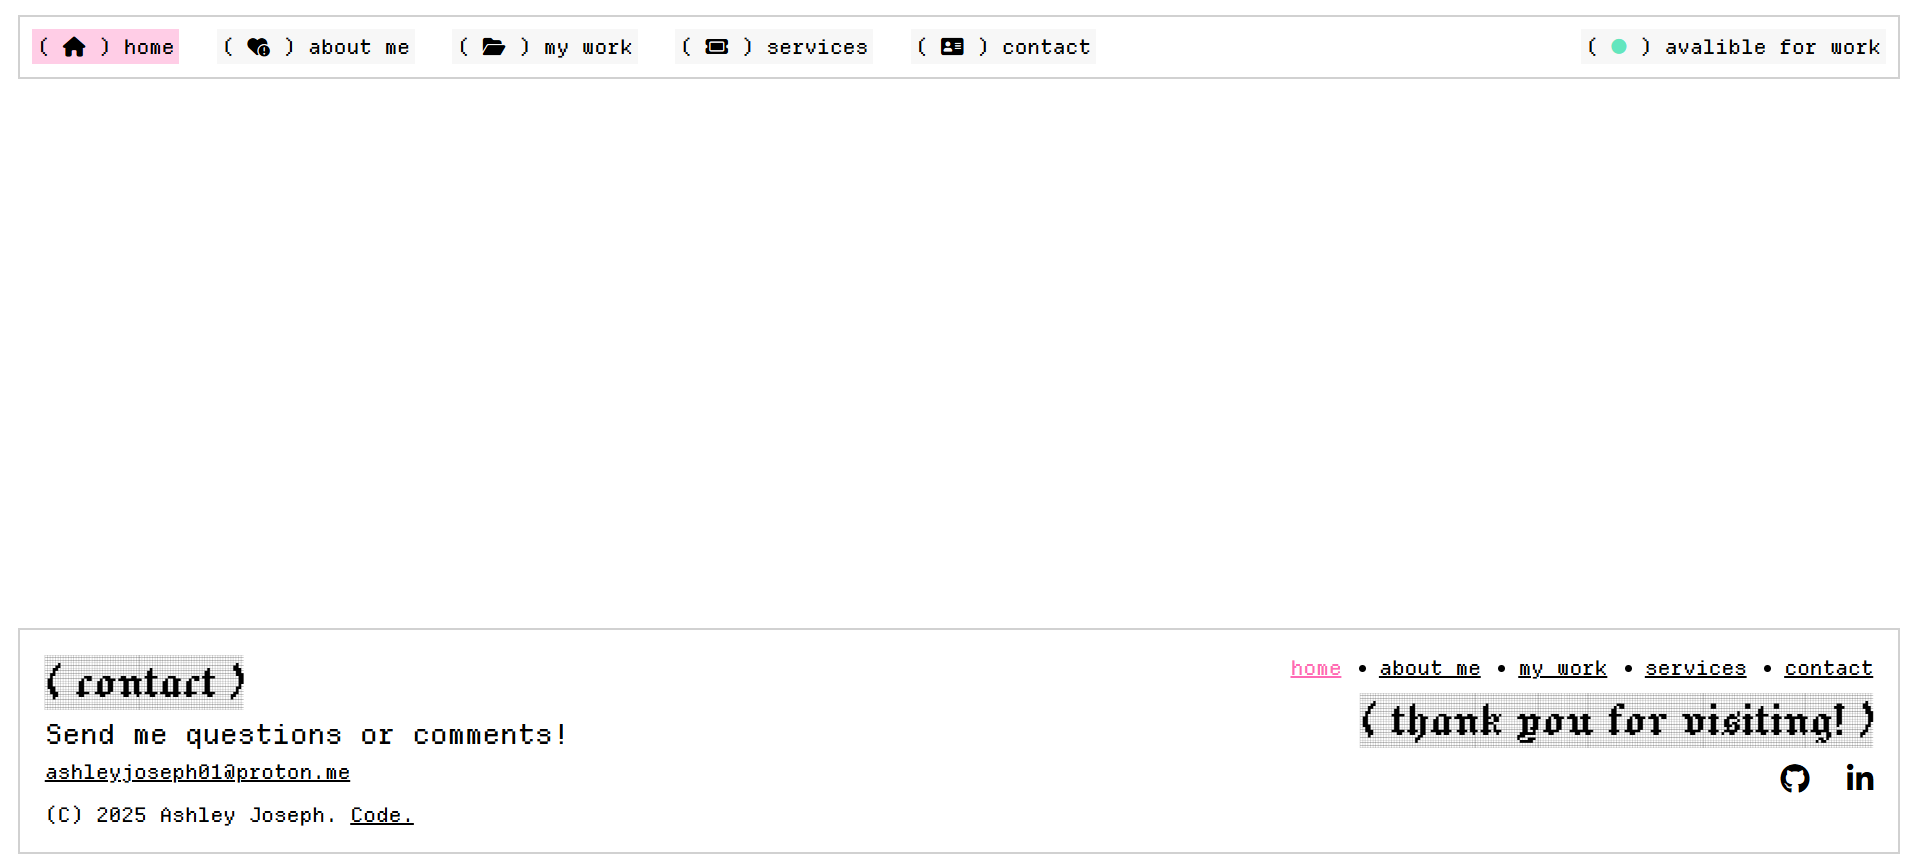 ( ) home ( ) about me ( ) my work ( ) services ( ) contact ( ) avalible for work
( contact )
Send me questions or comments!
ashleyjoseph01@proton.me
(C) 2025 Ashley Joseph. Code.
home • about me • my work • services • contact
( thank you for visiting! )
in